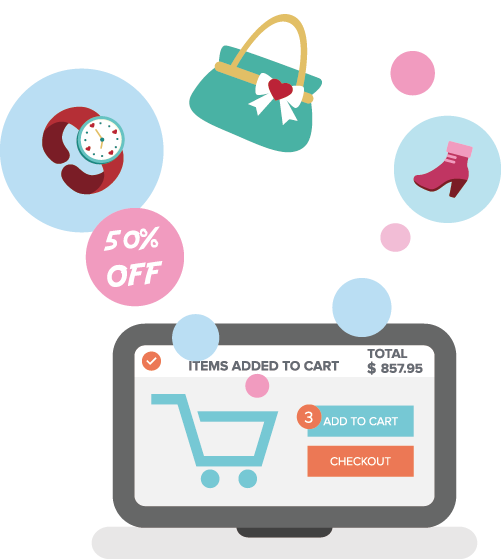 50%
OFF
ITEMS ADDED TO CART
TOTAL
$ 857.95
3
ADD TO CART
CHECKOUT